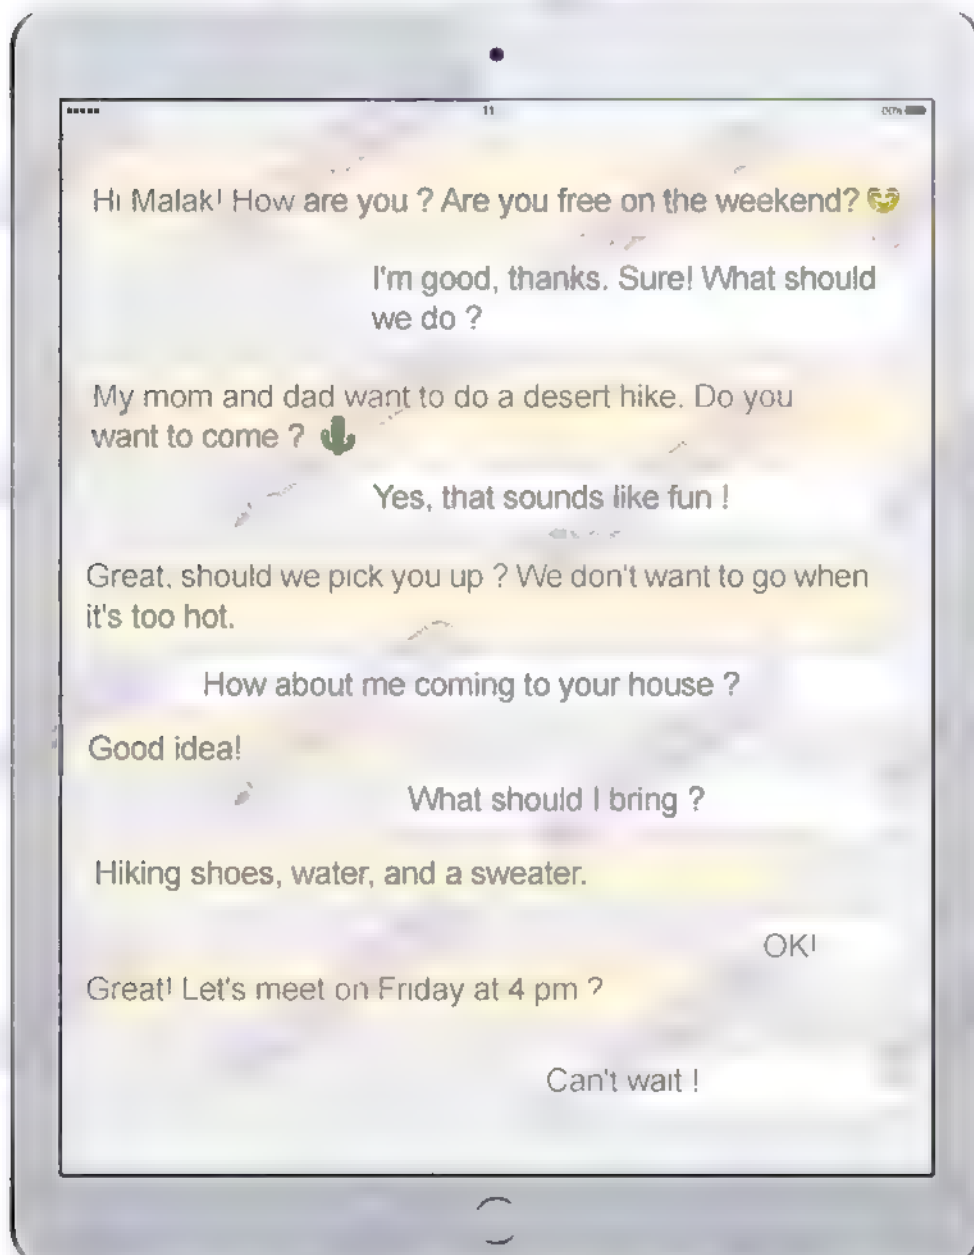 11
Hi Malak! How are you ? Are you free on the weekend?
I'm good, thanks. Sure! What should
we do ?
My mom and dad want to do a desert hike. Do you
want to come ?
Yes, that sounds like fun !
Great, should we pick you up ? We don't want to go when
it's too hot.
How about me coming to your house ?
Good idea!
What should I bring ?
Hiking shoes, water, and a sweater.
OK!
Great! Let's meet on Friday at 4 pm ?
Can't wait !